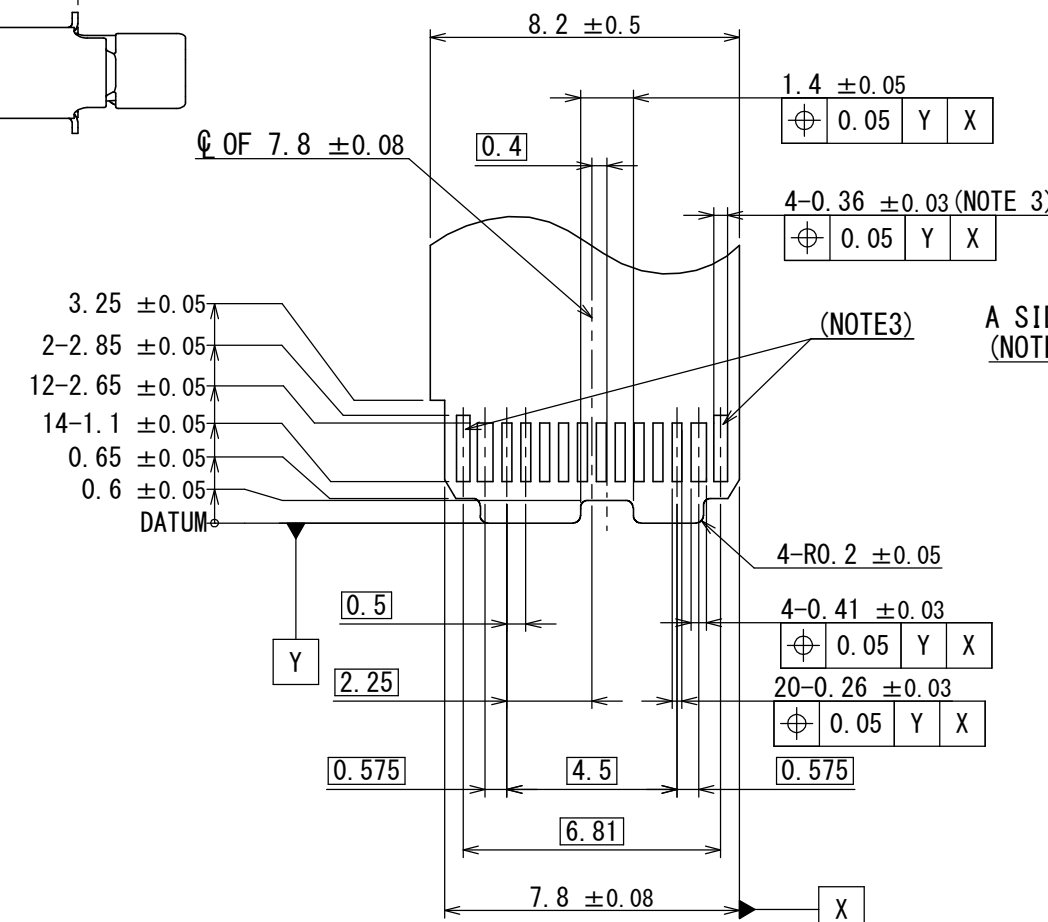 8.2 ±0.5
1.4 ±0.05
⌖ 0.05 Y X
℄ OF 7.8 ±0.08
0.4
4-0.36 ±0.03(NOTE 3)
⌖ 0.05 Y X
3.25 ±0.05
2-2.85 ±0.05
12-2.65 ±0.05
14-1.1 ±0.05
0.65 ±0.05
0.6 ±0.05
DATUM
(NOTE3)
A
(NOTE
4-R0.2 ±0.05
0.5
4-0.41 ±0.03
⌖ 0.05 Y X
Y
2.25
20-0.26 ±0.03
⌖ 0.05 Y X
0.575
4.5
0.575
6.81
7.8 ±0.08
X